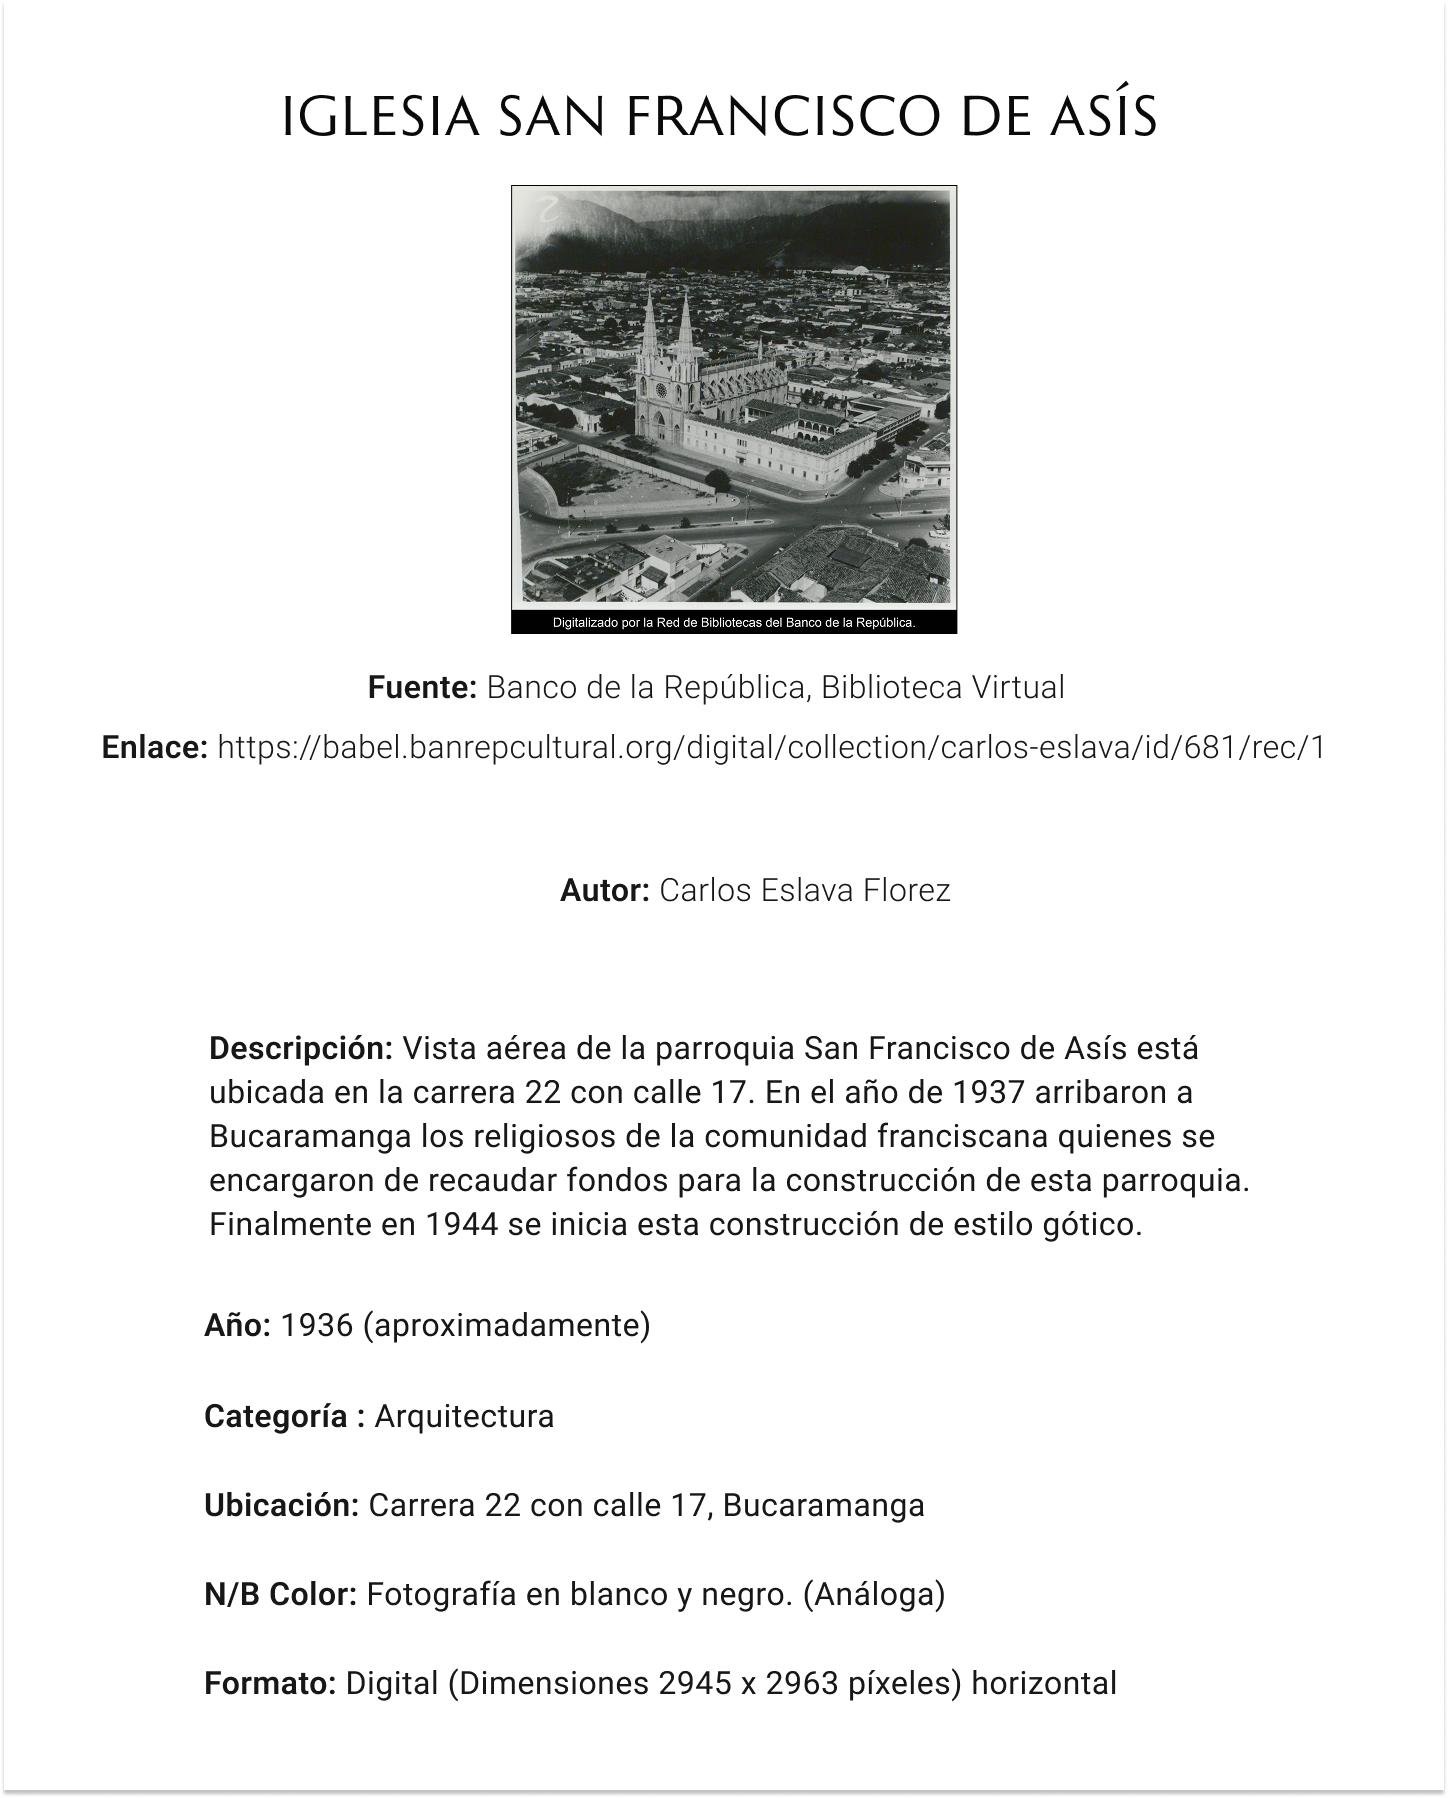 IGLESIA SAN FRANCISCO DE ASÍS
Digitalizado por la Red de Bibliotecas del Banco de la República.
Fuente: Banco de la República, Biblioteca Virtual
Enlace: https://babel.banrepcultural.org/digital/collection/carlos-eslava/id/681/rec/1
Autor: Carlos Eslava Florez
Descripción: Vista aérea de la parroquia San Francisco de Asís está
ubicada en la carrera 22 con calle 17. En el año de 1937 arribaron a
Bucaramanga los religiosos de la comunidad franciscana quienes se
encargaron de recaudar fondos para la construcción de esta parroquia.
Finalmente en 1944 se inicia esta construcción de estilo gótico.
Año: 1936 (aproximadamente)
Categoría : Arquitectura
Ubicación: Carrera 22 con calle 17, Bucaramanga
N/B Color: Fotografía en blanco y negro. (Análoga)
Formato: Digital (Dimensiones 2945 x 2963 píxeles) horizontal